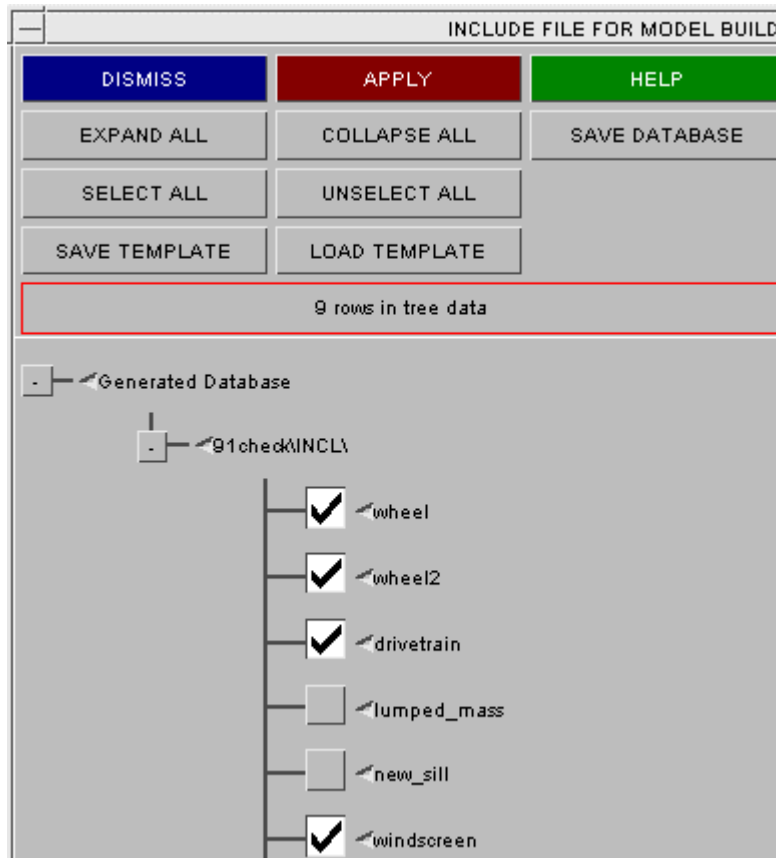 INCLUDE FILE FOR MODEL BUILD
DISMISS APPLY HELP
EXPAND ALL COLLAPSE ALL SAVE DATABASE
SELECT ALL UNSELECT ALL
SAVE TEMPLATE LOAD TEMPLATE
9 rows in tree data
Generated Database
91check\INCL\
wheel
wheel2
drivetrain
lumped_mass
new_sill
windscreen